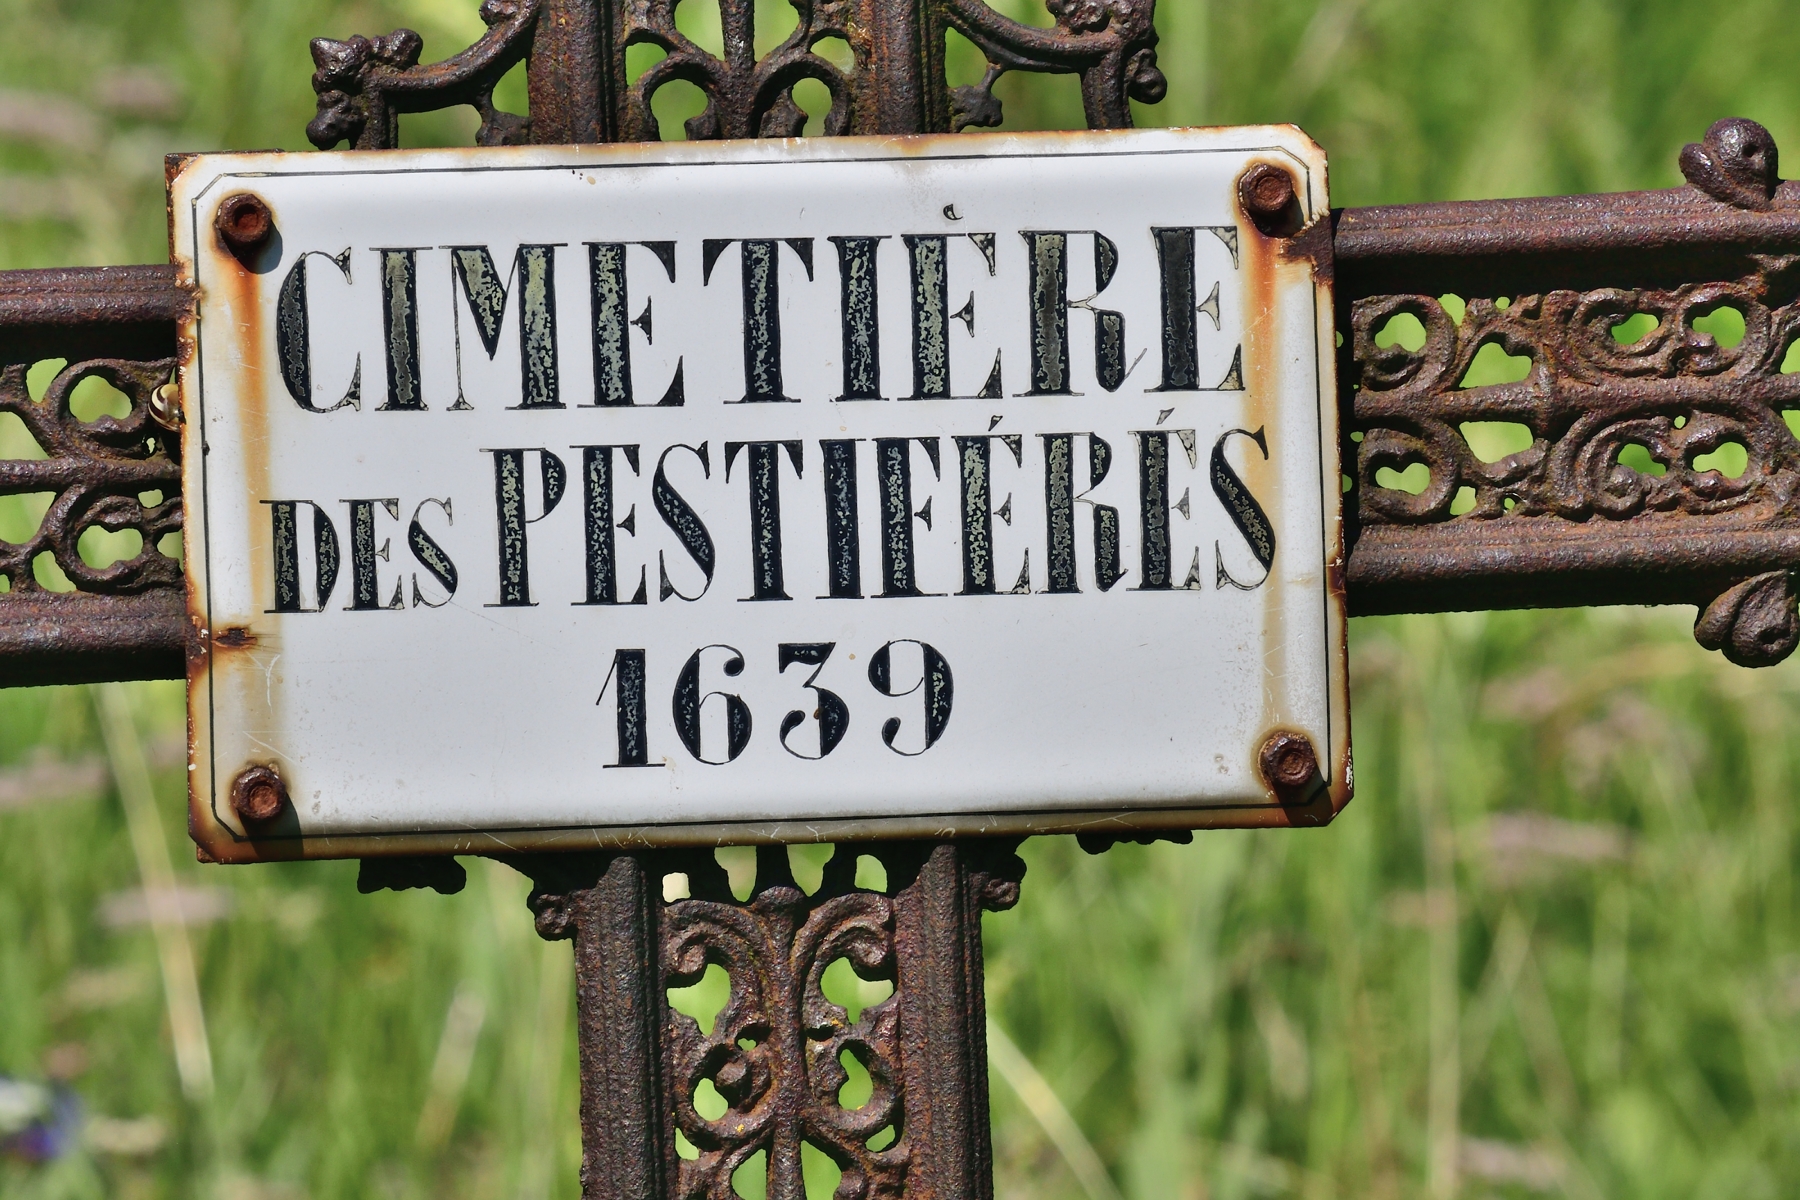 CIMETIÈRE
DES PESTIFÉRÉS
1639